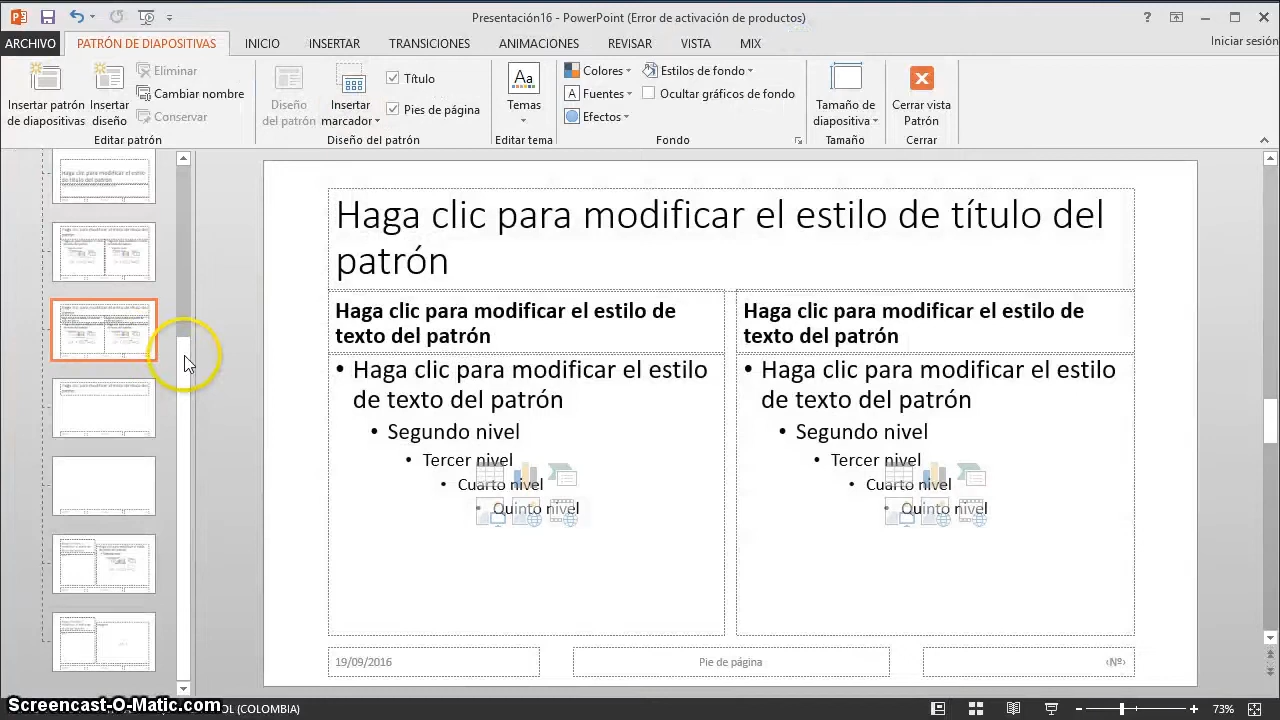 Presentación16 - PowerPoint (Error de activación de productos)
ARCHIVO PATRÓN DE DIAPOSITIVAS INICIO INSERTAR TRANSICIONES ANIMACIONES REVISAR VISTA MIX Iniciar sesión
Insertar patrón de diapositivas
Insertar diseño
Eliminar
Cambiar nombre
Conservar
Editar patrón
Diseño del patrón
Insertar marcador
Título
Pies de página
Diseño del patrón
Temas
Editar tema
Colores
Fuentes
Efectos
Estilos de fondo
Ocultar gráficos de fondo
Fondo
Tamaño de diapositiva
Tamaño
Cerrar vista Patrón
Cerrar
Haga clic para modificar el estilo de título del
patrón
Haga clic para modificar el estilo de
texto del patrón
• Haga clic para modificar el estilo
de texto del patrón
• Segundo nivel
• Tercer nivel
• Cuarto nivel
• Quinto nivel
Haga clic para modificar el estilo de
texto del patrón
• Haga clic para modificar el estilo
de texto del patrón
• Segundo nivel
• Tercer nivel
• Cuarto nivel
• Quinto nivel
19/09/2016
Pie de página
‹Nº›
Screencast-O-Matic.com
(COLOMBIA)
73%